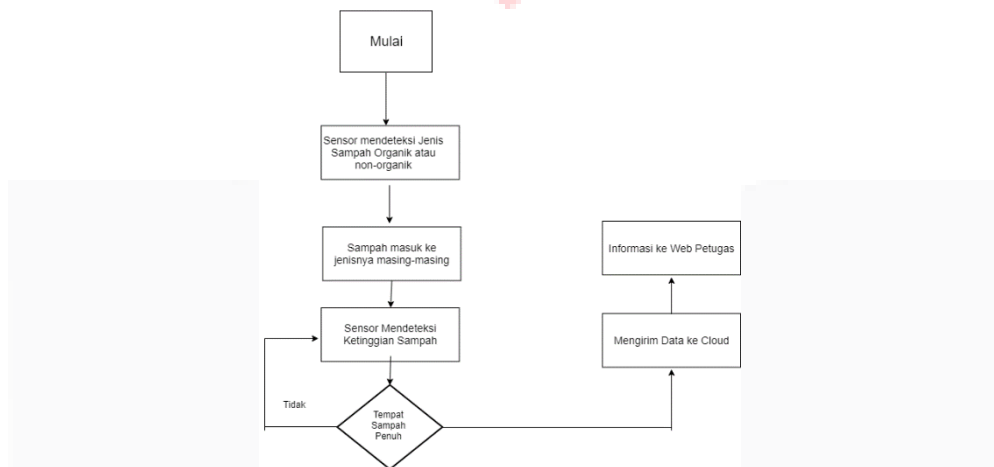 Mulai
Sensor mendeteksi Jenis
Sampah Organik atau
non-organik
Sampah masuk ke
jenisnya masing-masing
Sensor Mendeteksi
Ketinggian Sampah
Tidak
Tempat
Sampah
Penuh
Mengirim Data ke Cloud
Informasi ke Web Petugas